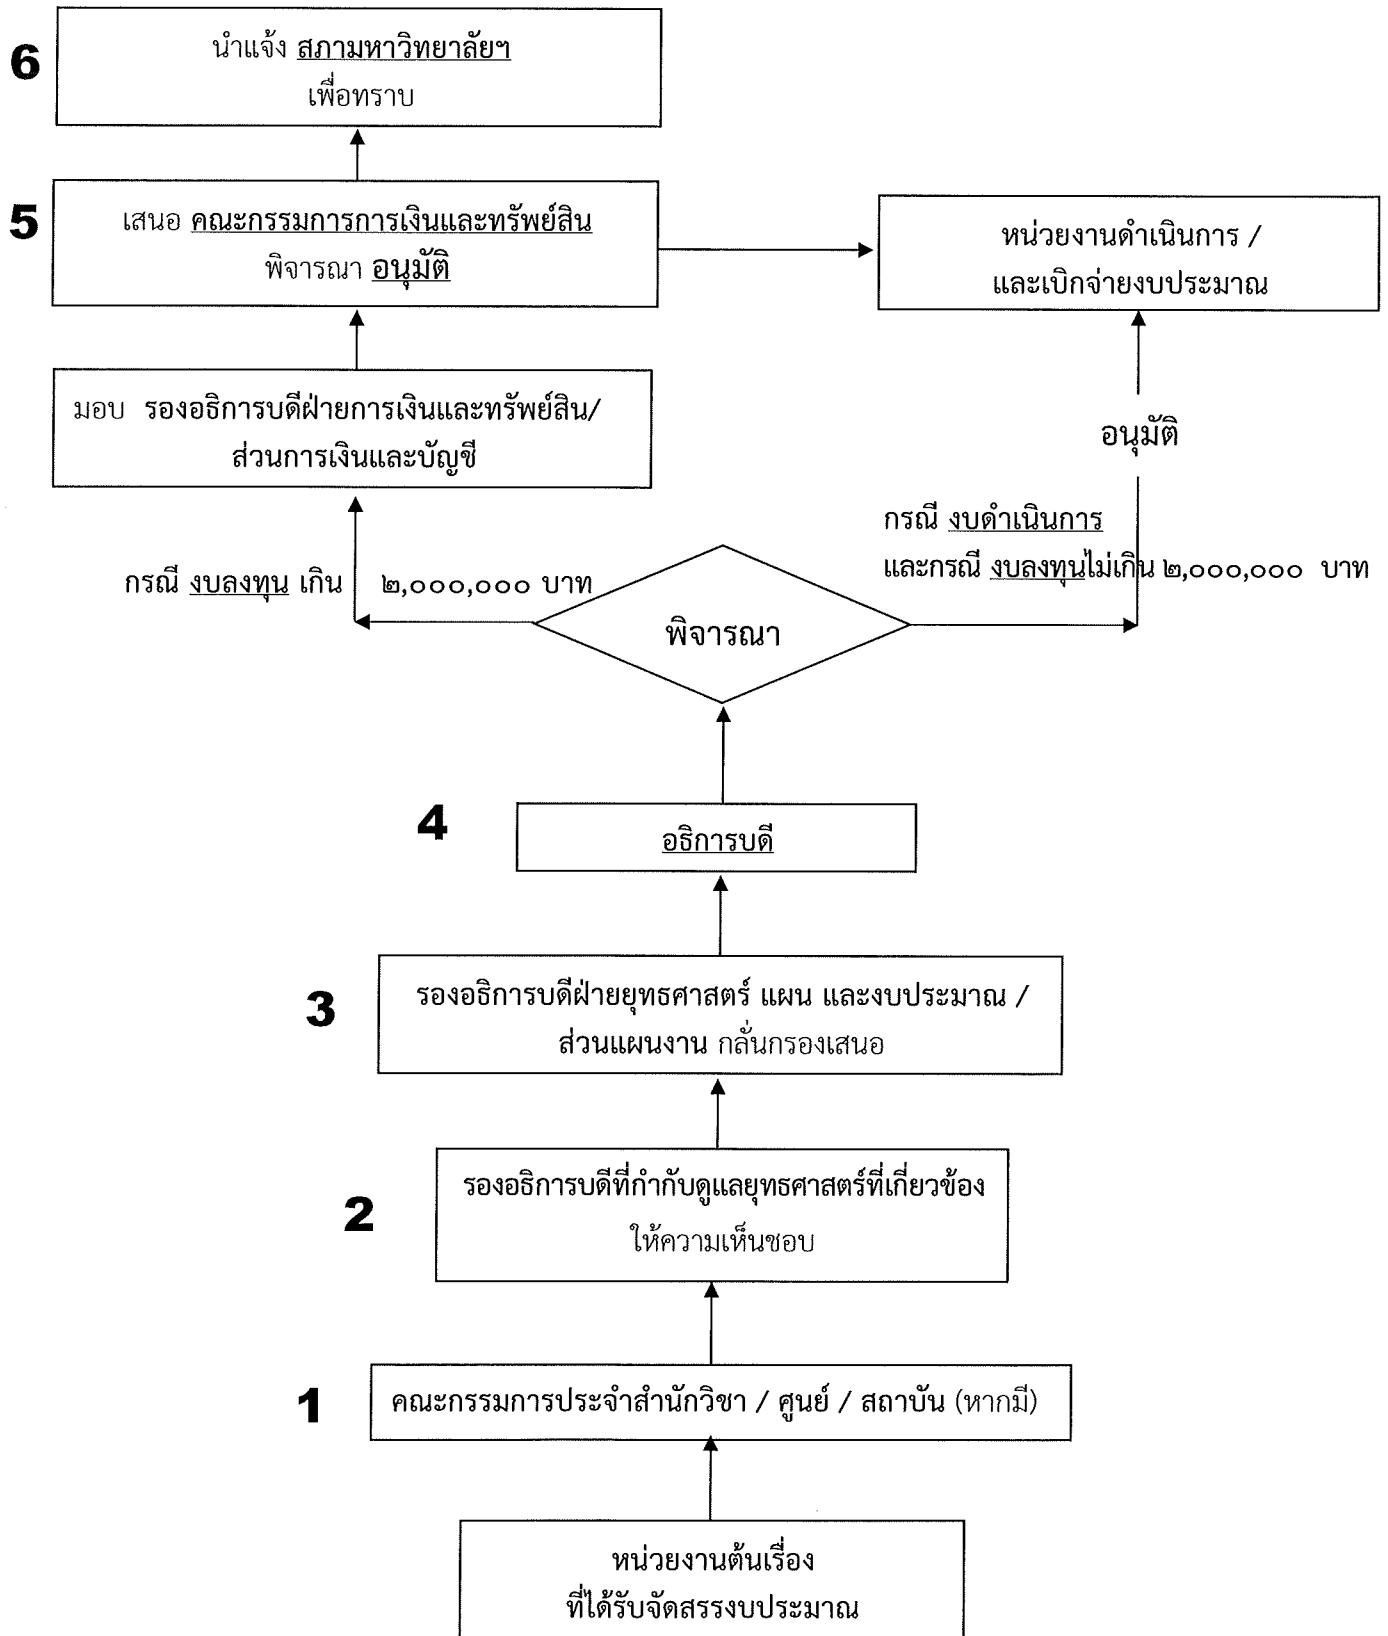 6
นำแจ้ง สภามหาวิทยาลัยฯ
เพื่อทราบ
5
เสนอ คณะกรรมการการเงินและทรัพย์สิน
พิจารณา อนุมัติ
หน่วยงานดำเนินการ /
และเบิกจ่ายงบประมาณ
มอบ รองอธิการบดีฝ่ายการเงินและทรัพย์สิน/
ส่วนการเงินและบัญชี
อนุมัติ
กรณี งบดำเนินการ
และกรณี งบลงทุนไม่เกิน ๒,๐๐๐,๐๐๐ บาท
กรณี งบลงทุน เกิน ๒,๐๐๐,๐๐๐ บาท
พิจารณา
4
อธิการบดี
3
รองอธิการบดีฝ่ายยุทธศาสตร์ แผน และงบประมาณ /
ส่วนแผนงาน กลั่นกรองเสนอ
2
รองอธิการบดีที่กำกับดูแลยุทธศาสตร์ที่เกี่ยวข้อง
ให้ความเห็นชอบ
1
คณะกรรมการประจำสำนักวิชา / ศูนย์ / สถาบัน (หากมี)
หน่วยงานต้นเรื่อง
ที่ได้รับจัดสรรงบประมาณ